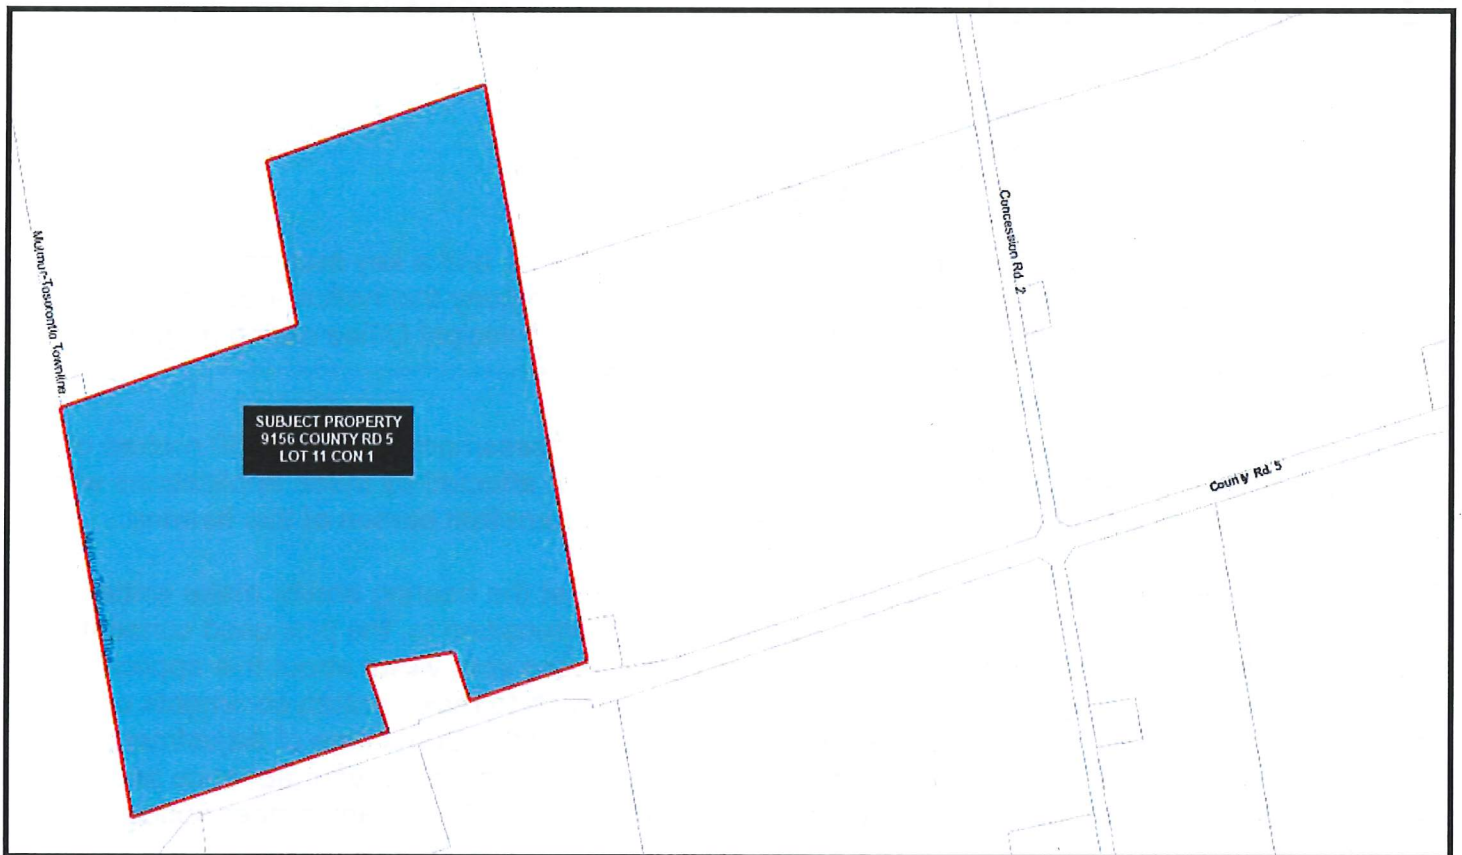 Concession Rd. 2
Mulmur-Tosorontio Townline
SUBJECT PROPERTY
9156 COUNTY RD 5
LOT 11 CON 1
County Rd. 5